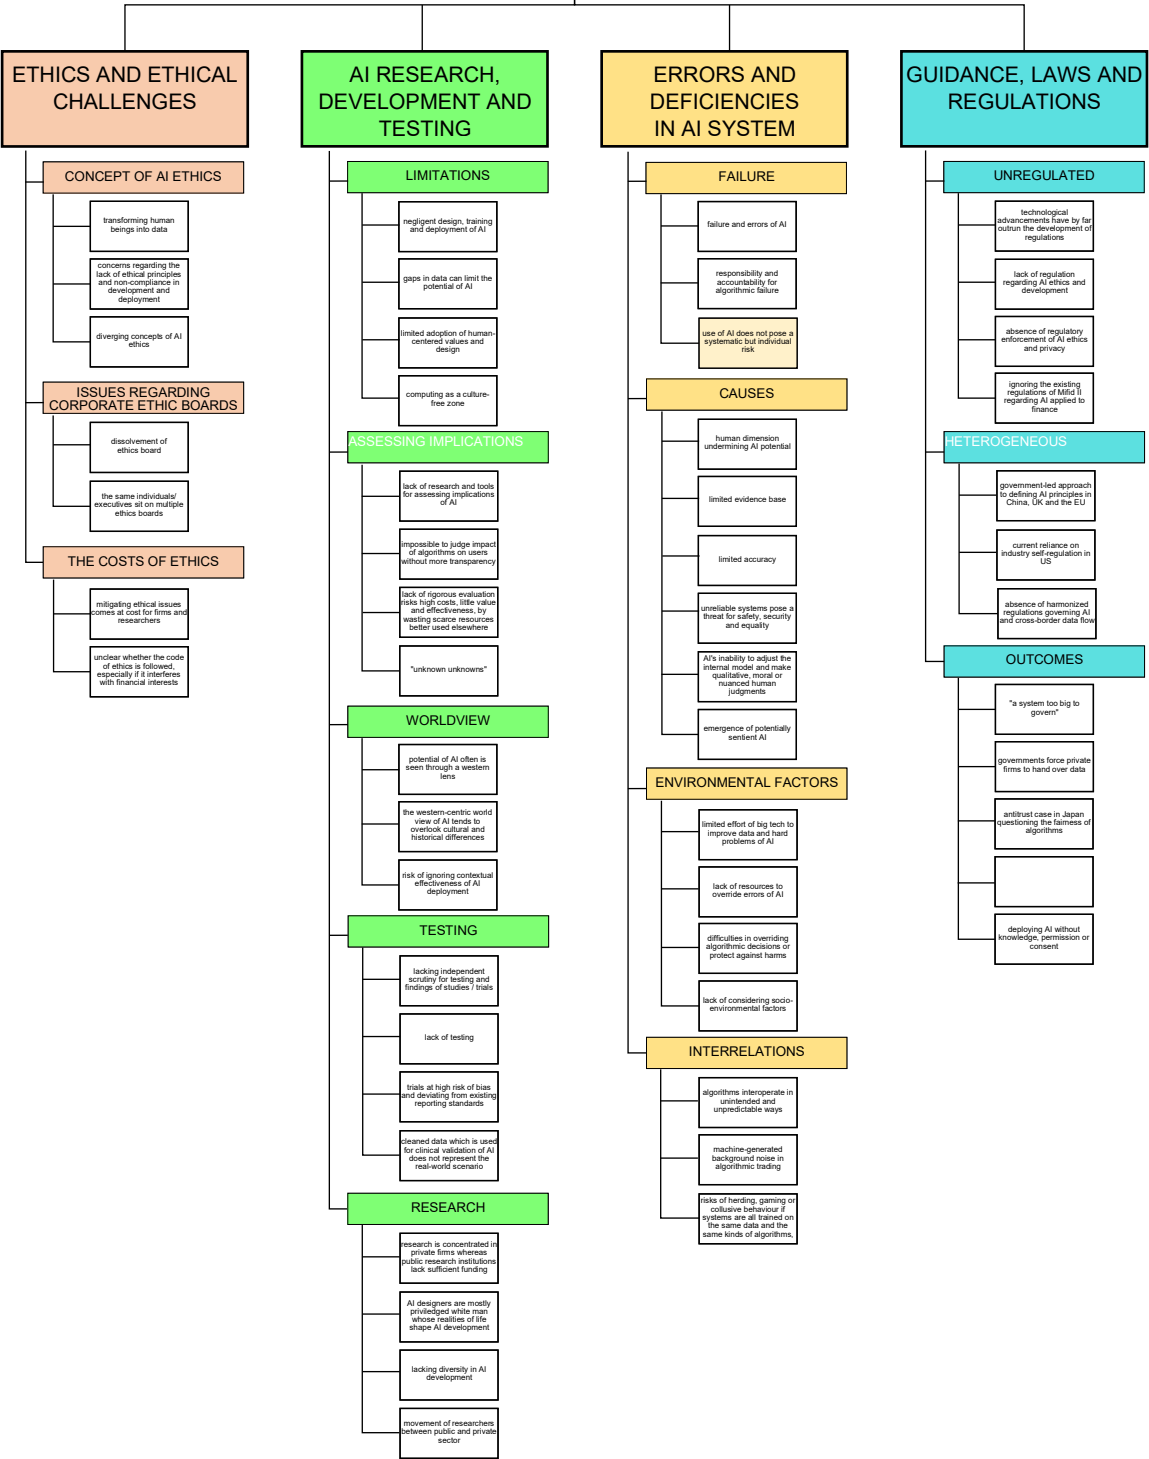 ETHICS AND ETHICAL
CHALLENGES
CONCEPT OF AI ETHICS
transforming human
beings into data
concerns regarding the
lack of ethical principles
and non-compliance in
development and
deployment
diverging concepts of AI
ethics
ISSUES REGARDING
CORPORATE ETHIC BOARDS
dissolvement of
ethics board
the same individuals/
executives sit on multiple
ethics boards
THE COSTS OF ETHICS
mitigating ethical issues
comes at cost for firms and
researchers
unclear whether the code
of ethics is followed,
especially if it interferes
with financial interests
AI RESEARCH,
DEVELOPMENT AND
TESTING
LIMITATIONS
negligent design, training
and deployment of AI
gaps in data can limit the
potential of AI
limited adoption of human-
centered values and
design
computing as a culture-
free zone
ASSESSING IMPLICATIONS
lack of research and tools
for assessing implications
of AI
impossible to judge impact
of algorithms on users
without more transparency
lack of rigorous evaluation
risks high costs, little value
and effectiveness, by
wasting scarce resources
better used elsewhere
"unknown unknowns"
WORLDVIEW
potential of AI often is
seen through a western
lens
the western-centric world
view of AI tends to
overlook cultural and
historical differences
risk of ignoring contextual
effectiveness of AI
deployment
TESTING
lacking independent
scrutiny for testing and
findings of studies / trials
lack of testing
trials at high risk of bias
and deviating from existing
reporting standards
cleaned data which is used
for clinical validation of AI
does not represent the
real-world scenario
RESEARCH
research is concentrated in
private firms whereas
public research institutions
lack sufficient funding
AI designers are mostly
priviledged white man
whose realities of life
shape AI development
lacking diversity in AI
development
movement of researchers
between public and private
sector
ERRORS AND
DEFICIENCIES
IN AI SYSTEM
FAILURE
failure and errors of AI
responsibility and
accountability for
algorithmic failure
use of AI does not pose a
systematic but individual
risk
CAUSES
human dimension
undermining AI potential
limited evidence base
limited accuracy
unreliable systems pose a
threat for safety, security
and equality
AI's inability to adjust the
internal model and make
qualitative, moral or
nuanced human
judgments
emergence of potentially
sentient AI
ENVIRONMENTAL FACTORS
limited effort of big tech to
improve data and hard
problems of AI
lack of resources to
override errors of AI
difficulties in overriding
algorithmic decisions or
protect against harms
lack of considering socio-
environmental factors
INTERRELATIONS
algorithms interoperate in
unintended and
unpredictable ways
machine-generated
background noise in
algorithmic trading
risks of herding, gaming or
collusive behaviour if
systems are all trained on
the same data and the
same kinds of algorithms,
GUIDANCE, LAWS AND
REGULATIONS
UNREGULATED
technological
advancements have by far
outrun the development of
regulations
lack of regulation
regarding AI ethics and
development
absence of regulatory
enforcement of AI ethics
and privacy
ignoring the existing
regulations of Mifid II
regarding AI applied to
finance
HETEROGENEOUS
government-led approach
to defining AI principles in
China, UK and the EU
current reliance on
industry self-regulation in
US
absence of harmonized
regulations governing AI
and cross-border data flow
OUTCOMES
"a system too big to
govern"
governments force private
firms to hand over data
antitrust case in Japan
questioning the fairness of
algorithms
deploying AI without
knowledge, permission or
consent